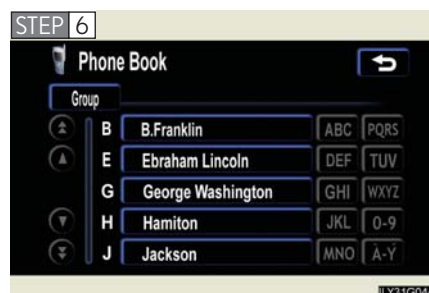 STEP 6
Phone Book
Group
B B.Franklin ABC PQRS
E Ebraham Lincoln DEF TUV
G George Washington GHI WXYZ
H Hamiton JKL 0-9
J Jackson MNO À-Ý